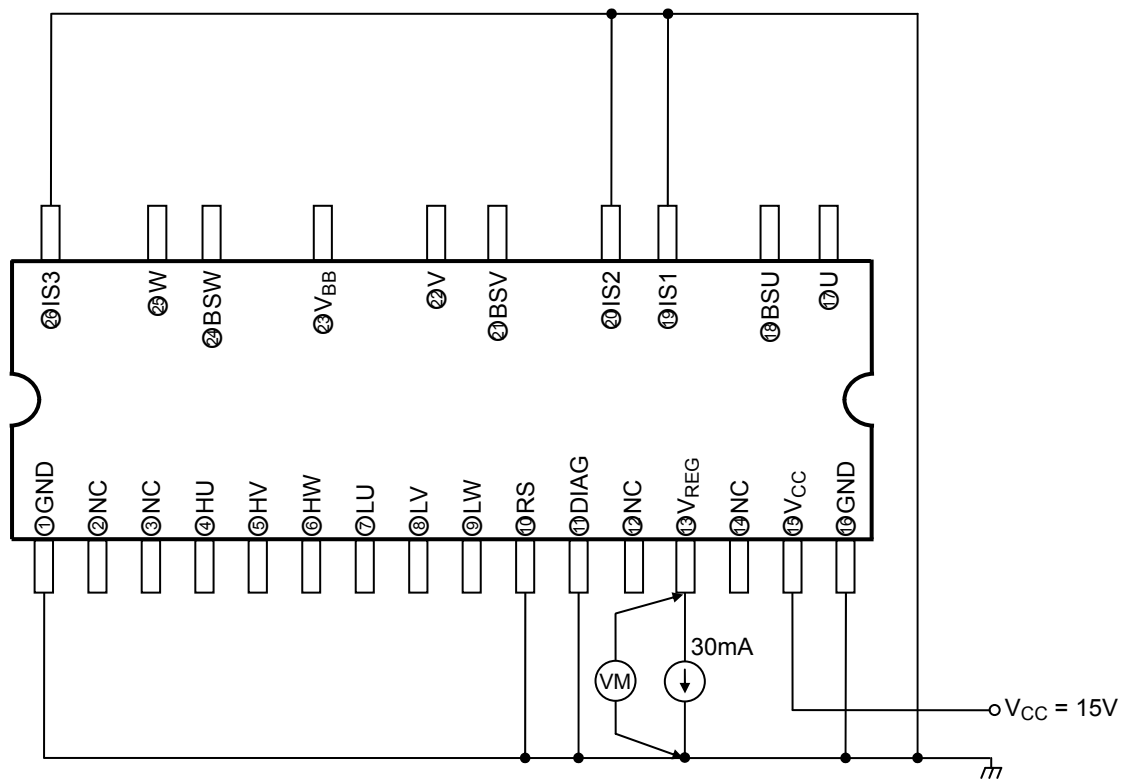 ㉖IS3
㉕W
㉔BSW
㉓VBB
㉒V
㉑BSV
⑳IS2
⑲IS1
⑱BSU
⑰U
①GND
②NC
③NC
④HU
⑤HV
⑥HW
⑦LU
⑧LV
⑨LW
⑩RS
⑪DIAG
⑫NC
⑬VREG
⑭NC
⑮VCC
⑯GND
30mA
VM
VCC = 15V